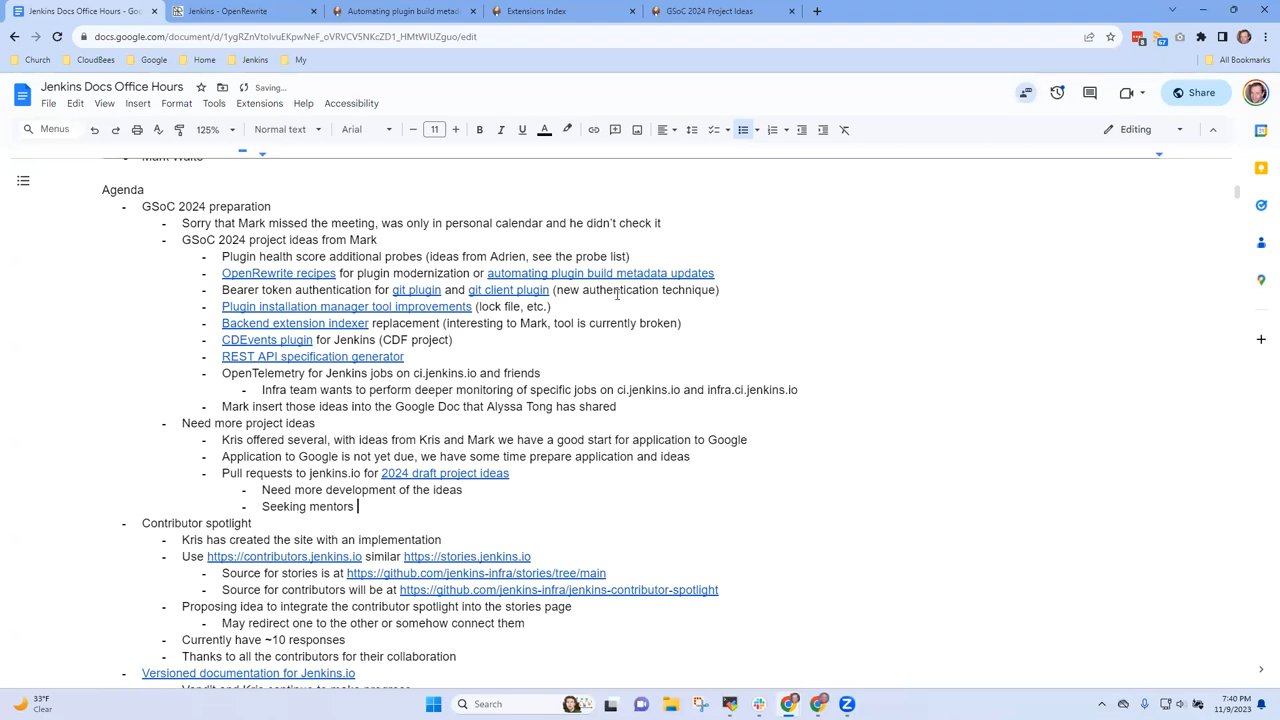 Jenkins Docs Office Hou
Automating plugin build metad
Extensions Index
GSoC 2024 Project Ideas
docs.google.com/document/d/1ygRZnVtoIvuEKpwNeF_oVRVCV5NKcZD1_HMtWIUZguo/edit
Church
CloudBees
Google
Home
Jenkins
My
All Bookmarks
Jenkins Docs Office Hours
Saving...
File Edit View Insert Format Tools Extensions Help Accessibility
Share
Menus
125%
Normal text
Arial
11
Editing
Mark Waite
Agenda
- GSoC 2024 preparation
- Sorry that Mark missed the meeting, was only in personal calendar and he didn't check it
- GSoC 2024 project ideas from Mark
- Plugin health score additional probes (ideas from Adrien, see the probe list)
- OpenRewrite recipes for plugin modernization or automating plugin build metadata updates
- Bearer token authentication for git plugin and git client plugin (new authentication technique)
- Plugin installation manager tool improvements (lock file, etc.)
- Backend extension indexer replacement (interesting to Mark, tool is currently broken)
- CDEvents plugin for Jenkins (CDF project)
- REST API specification generator
- OpenTelemetry for Jenkins jobs on ci.jenkins.io and friends
- Infra team wants to perform deeper monitoring of specific jobs on ci.jenkins.io and infra.ci.jenkins.io
- Mark insert those ideas into the Google Doc that Alyssa Tong has shared
- Need more project ideas
- Kris offered several, with ideas from Kris and Mark we have a good start for application to Google
- Application to Google is not yet due, we have some time prepare application and ideas
- Pull requests to jenkins.io for 2024 draft project ideas
- Need more development of the ideas
- Seeking mentors
- Contributor spotlight
- Kris has created the site with an implementation
- Use https://contributors.jenkins.io similar https://stories.jenkins.io
- Source for stories is at https://github.com/jenkins-infra/stories/tree/main
- Source for contributors will be at https://github.com/jenkins-infra/jenkins-contributor-spotlight
- Proposing idea to integrate the contributor spotlight into the stories page
- May redirect one to the other or somehow connect them
- Currently have ~10 responses
- Thanks to all the contributors for their collaboration
- Versioned documentation for Jenkins.io
33°F
Clear
Search
7:40 PM
11/9/2023